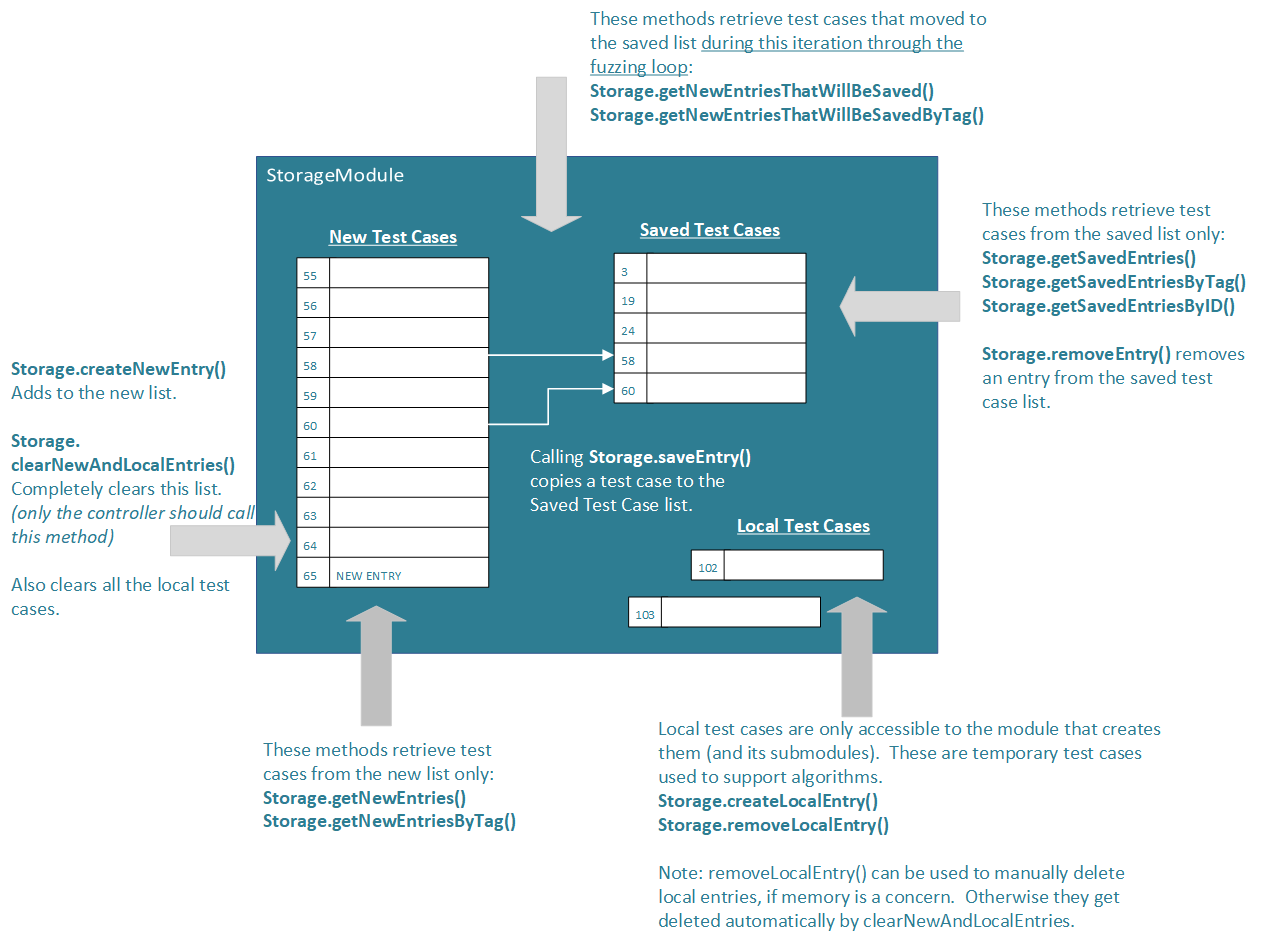 These methods retrieve test cases that moved to
the saved list during this iteration through the
fuzzing loop:
Storage.getNewEntriesThatWillBeSaved()
Storage.getNewEntriesThatWillBeSavedByTag()
StorageModule
New Test Cases
55
56
57
58
59
60
61
62
63
64
65 NEW ENTRY
Saved Test Cases
3
19
24
58
60
These methods retrieve test
cases from the saved list only:
Storage.getSavedEntries()
Storage.getSavedEntriesByTag()
Storage.getSavedEntriesByID()
Storage.removeEntry() removes
an entry from the saved test
case list.
Storage.createNewEntry()
Adds to the new list.
Storage.
clearNewAndLocalEntries()
Completely clears this list.
(only the controller should call
this method)
Also clears all the local test
cases.
Calling Storage.saveEntry()
copies a test case to the
Saved Test Case list.
Local Test Cases
102
103
These methods retrieve test
cases from the new list only:
Storage.getNewEntries()
Storage.getNewEntriesByTag()
Local test cases are only accessible to the module that creates
them (and its submodules).  These are temporary test cases
used to support algorithms.
Storage.createLocalEntry()
Storage.removeLocalEntry()
Note: removeLocalEntry() can be used to manually delete
local entries, if memory is a concern.  Otherwise they get
deleted automatically by clearNewAndLocalEntries.